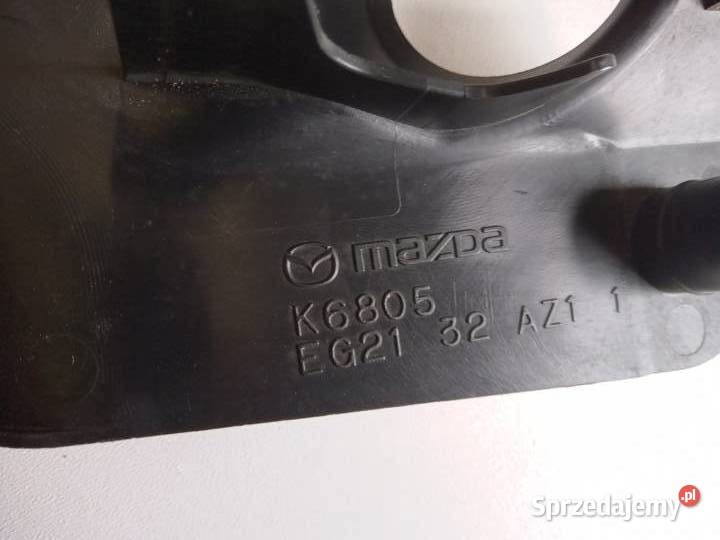 mazda
K6805
EG21 32 AZ1 1
Sprzedajemy.pl